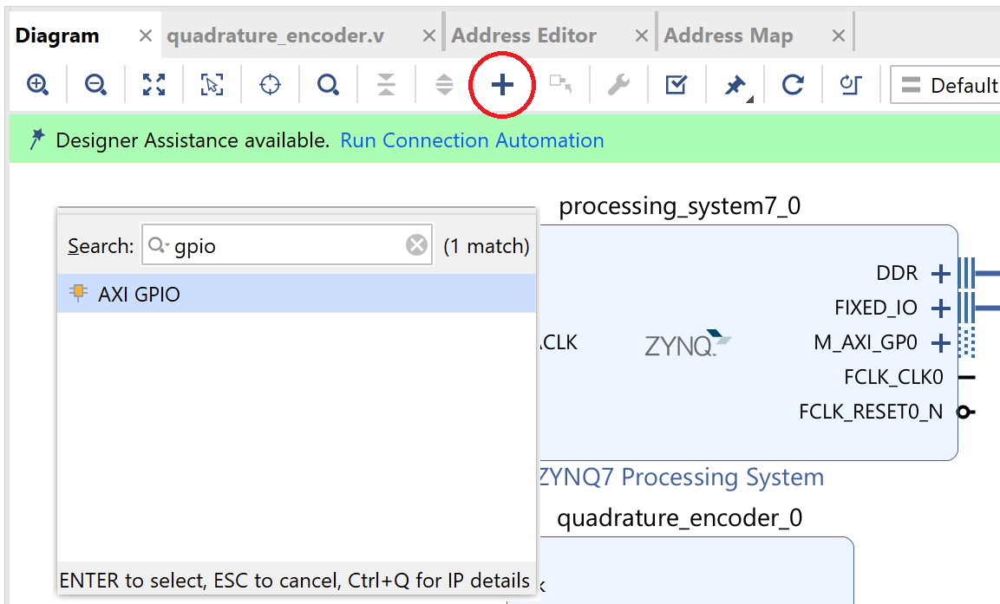 Diagram
quadrature_encoder.v
Address Editor
Address Map
Default
Designer Assistance available. Run Connection Automation
processing_system7_0
Search: gpio (1 match)
AXI GPIO
DDR
FIXED_IO
ACLK
ZYNQ
M_AXI_GP0
FCLK_CLK0
FCLK_RESET0_N
ZYNQ7 Processing System
quadrature_encoder_0
ENTER to select, ESC to cancel, Ctrl+Q for IP details
k